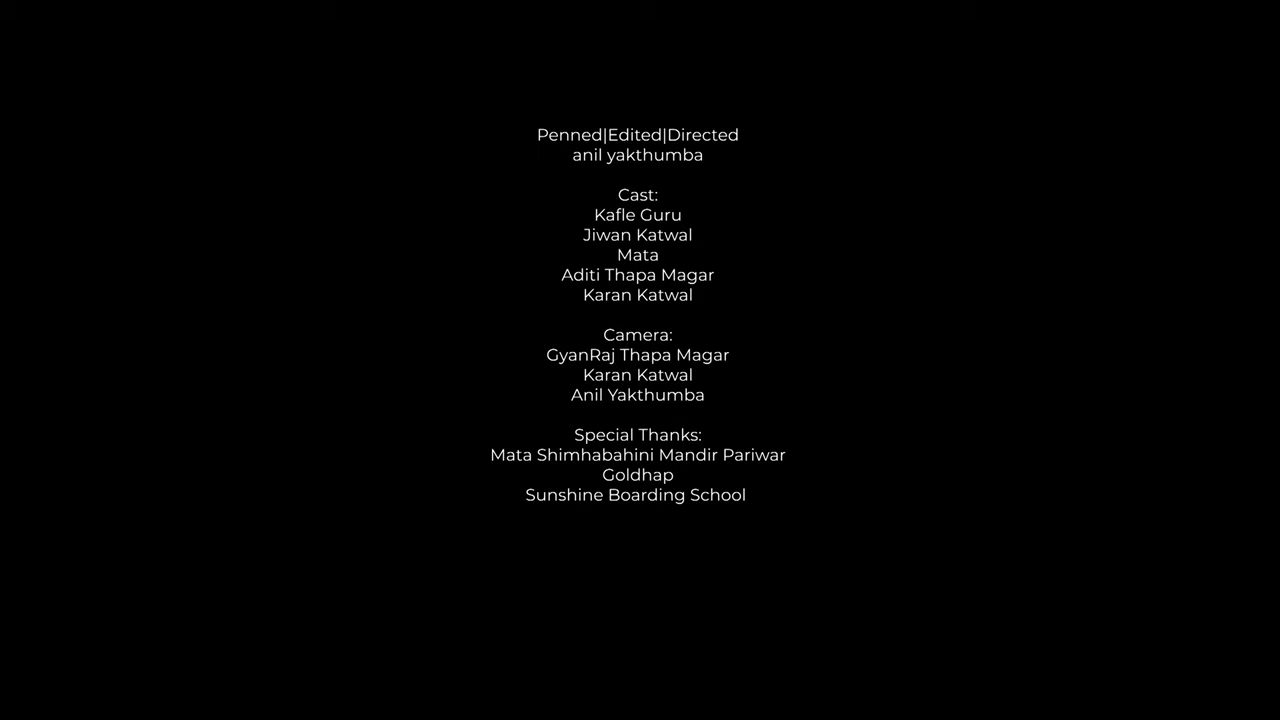 Penned|Edited|Directed
anil yakthumba
Cast:
Kafle Guru
Jiwan Katwal
Mata
Aditi Thapa Magar
Karan Katwal
Camera:
GyanRaj Thapa Magar
Karan Katwal
Anil Yakthumba
Special Thanks:
Mata Shimhabahini Mandir Pariwar
Goldhap
Sunshine Boarding School